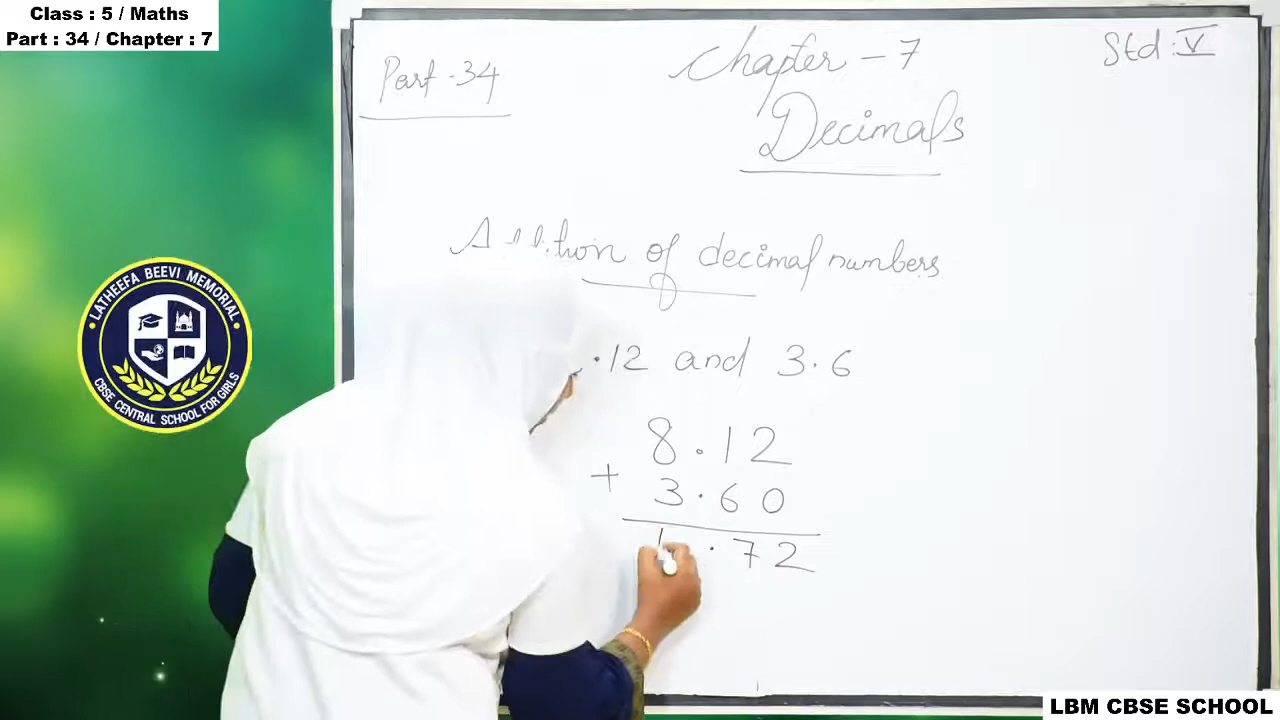 Class : 5 / Maths
Part : 34 / Chapter : 7
Part - 34
Chapter - 7
Std : V
Decimals
Addition of decimal numbers
.12 and 3.6
8.12
+ 3.60
.72
LATHEEFA BEEVI MEMORIAL
CBSE CENTRAL SCHOOL FOR GIRLS
LBM CBSE SCHOOL